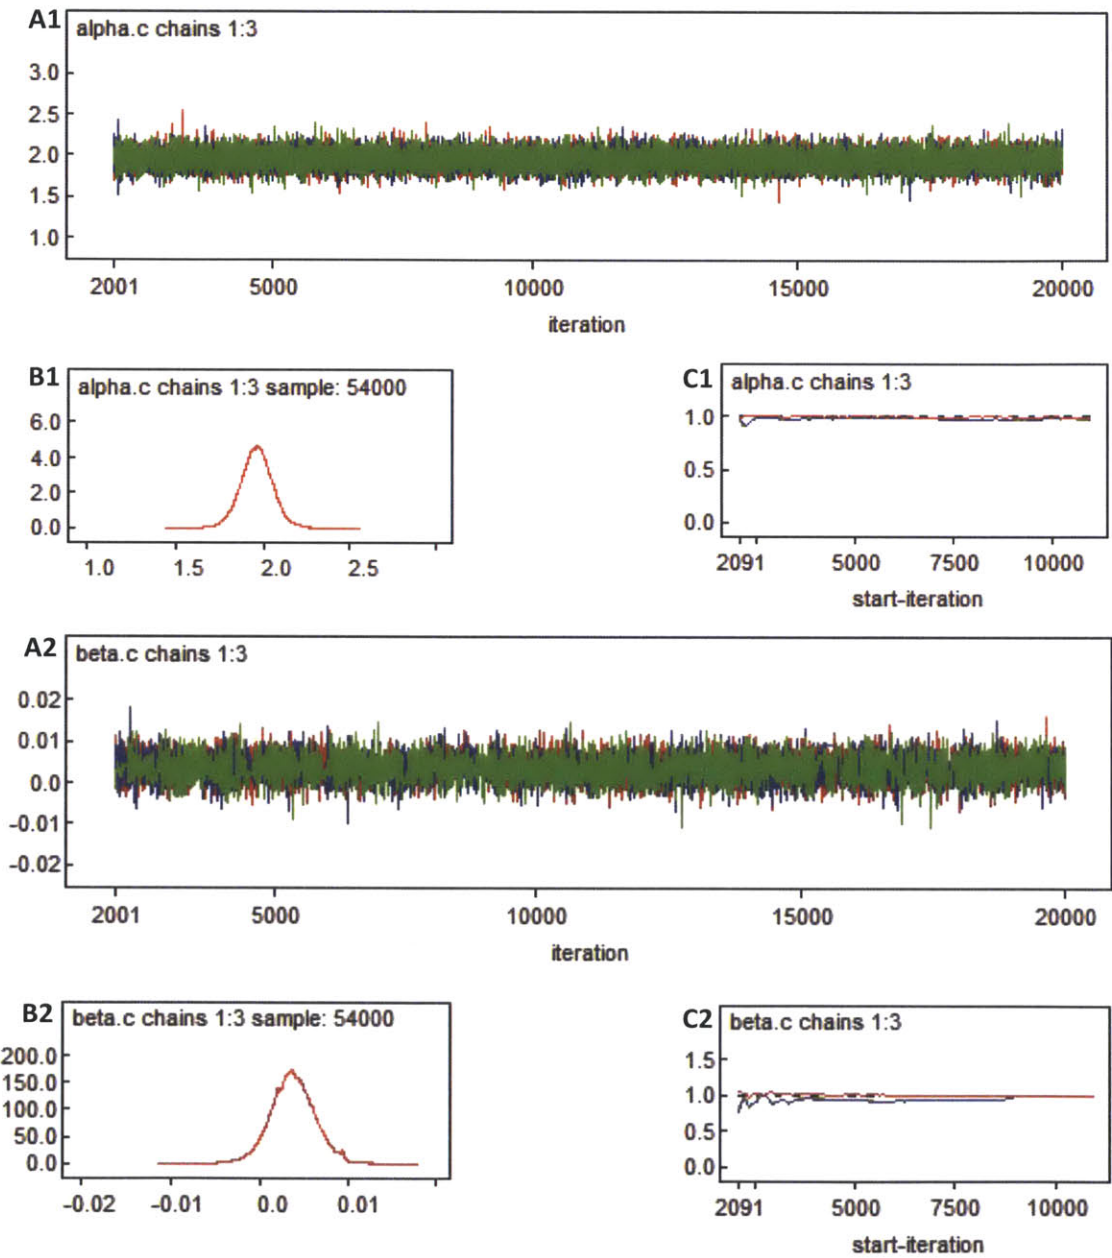 A1
alpha.c chains 1:3
3.0
2.5
2.0
1.5
1.0
2001 5000 10000 15000 20000
iteration
B1
alpha.c chains 1:3 sample: 54000
6.0
4.0
2.0
0.0
1.0 1.5 2.0 2.5
C1
alpha.c chains 1:3
1.0
0.5
0.0
2091 5000 7500 10000
start-iteration
A2
beta.c chains 1:3
0.02
0.01
0.0
-0.01
-0.02
2001 5000 10000 15000 20000
iteration
B2
beta.c chains 1:3 sample: 54000
200.0
150.0
100.0
50.0
0.0
-0.02 -0.01 0.0 0.01
C2
beta.c chains 1:3
1.5
1.0
0.5
0.0
2091 5000 7500 10000
start-iteration